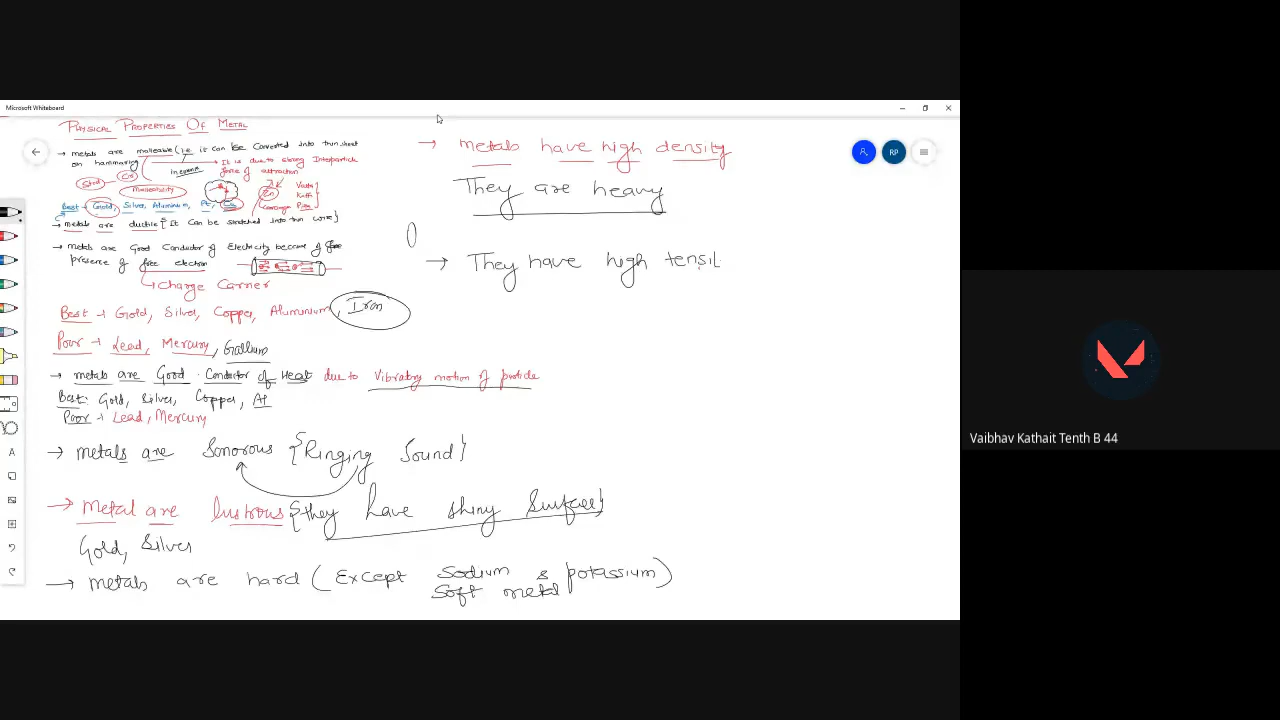 Microsoft Whiteboard
PHYSICAL PROPERTIES OF METAL
→ metals are malleable (i.e. it can be converted into thin sheet
on hammering
→ It is due to strong Interparticle
force of attraction
Malleability
Best → Gold, Silver, Aluminium, Pt, Cu
→ metals are ductile {It can be stretched into thin wire}
→ metals are Good Conductor of Electricity because of free
presence of free electron
→ Charge Carrier
Best → Gold, Silver, Copper, Aluminium, Iron
Poor → Lead, Mercury, Gallium
→ metals are Good Conductor of Heat due to Vibratory motion of particle
Best: Gold, Silver, Copper, Al
Poor → Lead, Mercury
→ metals are Sonorous {Ringing Sound}
→ Metal are lustrous {they have shiny Surface}
Gold, Silver
→ metals are hard (Except Sodium & potassium)
Soft metal
→ metals have high density
They are heavy
→ They have high tensil
RP
Vaibhav Kathait Tenth B 44